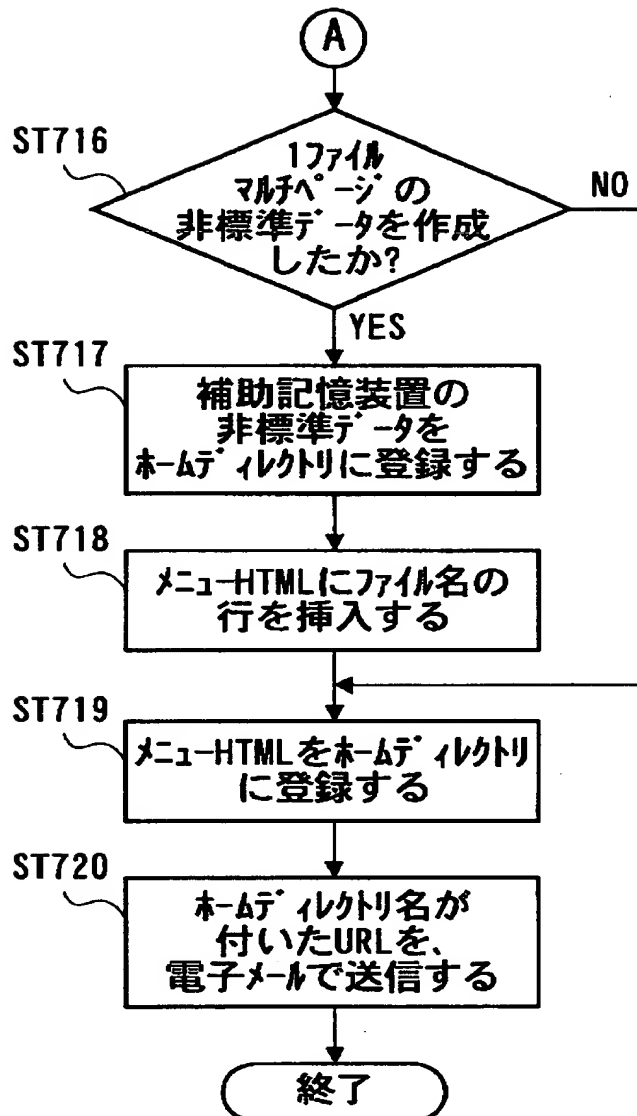 A
ST716
1ファイル
マルチページの
非標準データを作成
したか?
NO
YES
ST717
補助記憶装置の
非標準データを
ホームディレクトリに登録する
ST718
メニューHTMLにファイル名の
行を挿入する
ST719
メニューHTMLをホームディレクトリ
に登録する
ST720
ホームディレクトリ名が
付いたURLを、
電子メールで送信する
終了